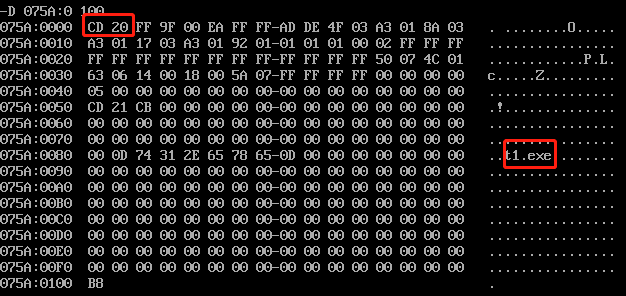 -D 075A:0 100
075A:0000 CD 20 FF 9F 00 EA FF FF-AD DE 4F 03 A3 01 8A 03 . .......O.....
075A:0010 A3 01 17 03 A3 01 92 01-01 01 01 00 02 FF FF FF ................
075A:0020 FF FF FF FF FF FF FF FF-FF FF FF FF 50 07 4C 01 ............P.L.
075A:0030 63 06 14 00 18 00 5A 07-FF FF FF FF 00 00 00 00 c.....Z.........
075A:0040 05 00 00 00 00 00 00 00-00 00 00 00 00 00 00 00 ................
075A:0050 CD 21 CB 00 00 00 00 00-00 00 00 00 00 00 00 00 .!..............
075A:0060 00 00 00 00 00 00 00 00-00 00 00 00 00 00 00 00 ................
075A:0070 00 00 00 00 00 00 00 00-00 00 00 00 00 00 00 00 ................
075A:0080 00 0D 74 31 2E 65 78 65-0D 00 00 00 00 00 00 00 ..t1.exe........
075A:0090 00 00 00 00 00 00 00 00-00 00 00 00 00 00 00 00 ................
075A:00A0 00 00 00 00 00 00 00 00-00 00 00 00 00 00 00 00 ................
075A:00B0 00 00 00 00 00 00 00 00-00 00 00 00 00 00 00 00 ................
075A:00C0 00 00 00 00 00 00 00 00-00 00 00 00 00 00 00 00 ................
075A:00D0 00 00 00 00 00 00 00 00-00 00 00 00 00 00 00 00 ................
075A:00E0 00 00 00 00 00 00 00 00-00 00 00 00 00 00 00 00 ................
075A:00F0 00 00 00 00 00 00 00 00-00 00 00 00 00 00 00 00 ................
075A:0100 B8 .